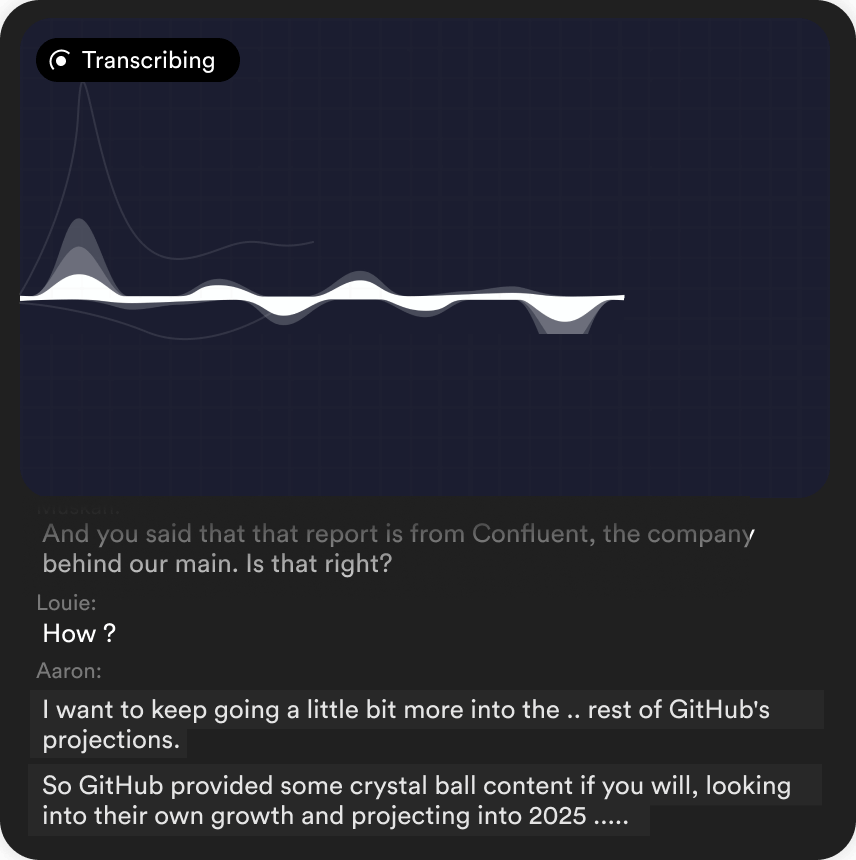 Transcribing
And you said that that report is from Confluent, the company
behind our main. Is that right?
Louie:
How ?
Aaron:
I want to keep going a little bit more into the .. rest of GitHub's
projections.
So GitHub provided some crystal ball content if you will, looking
into their own growth and projecting into 2025 .....